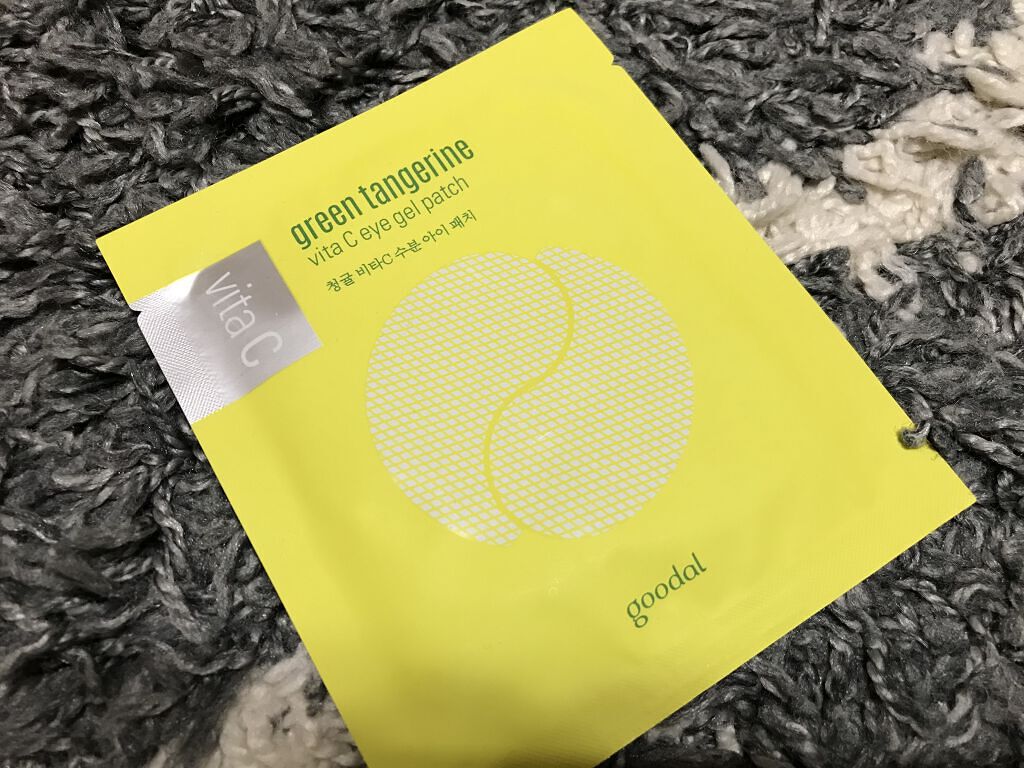 green tangerine
vita C eye gel patch
청귤 비타C 수분 아이 패치
vita C
goodal